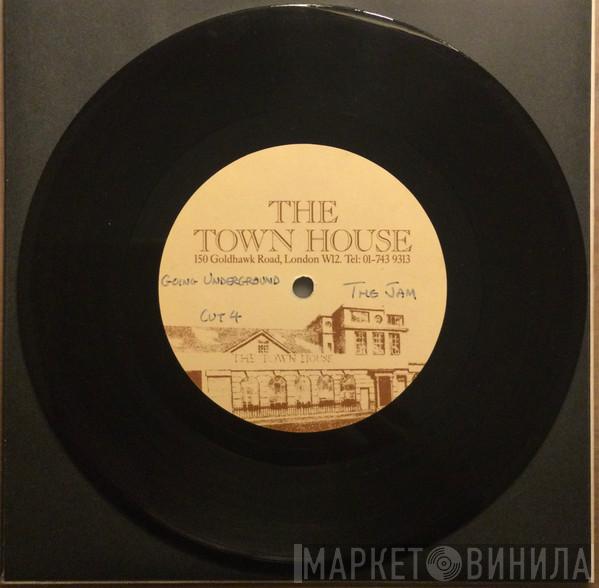 THE
TOWN HOUSE
150 Goldhawk Road, London W12. Tel: 01-743 9313
GOING UNDERGROUND THE JAM
CUT 4
THE TOWN HOUSE
МАРКЕТ ВИНИЛА